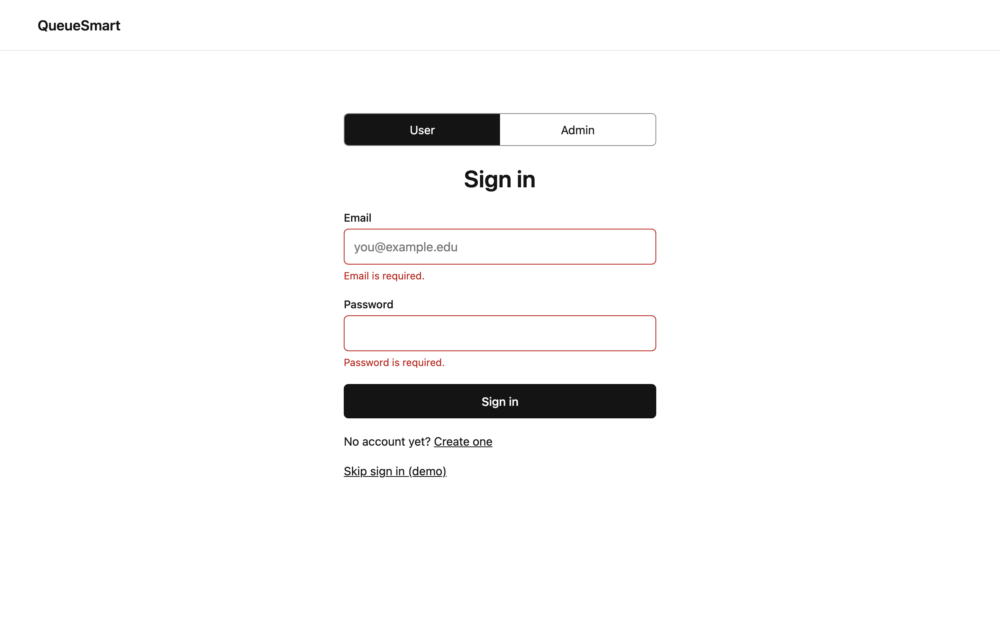 QueueSmart
User Admin
Sign in
Email
you@example.edu
Email is required.
Password
Password is required.
Sign in
No account yet? Create one
Skip sign in (demo)